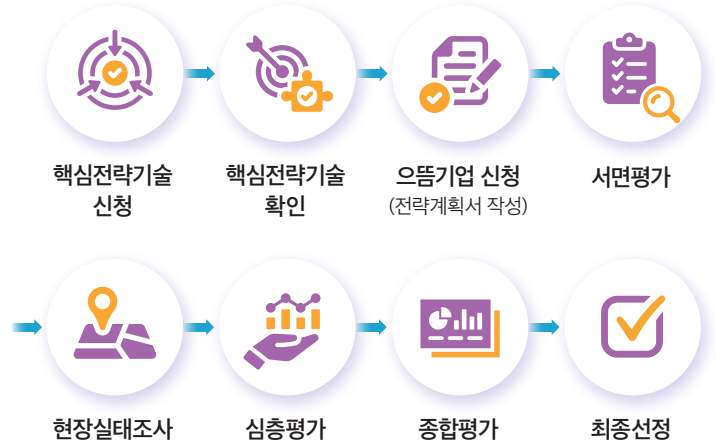 핵심전략기술
신청
핵심전략기술
확인
으뜸기업 신청
(전략계획서 작성)
서면평가
현장실태조사
심층평가
종합평가
최종선정